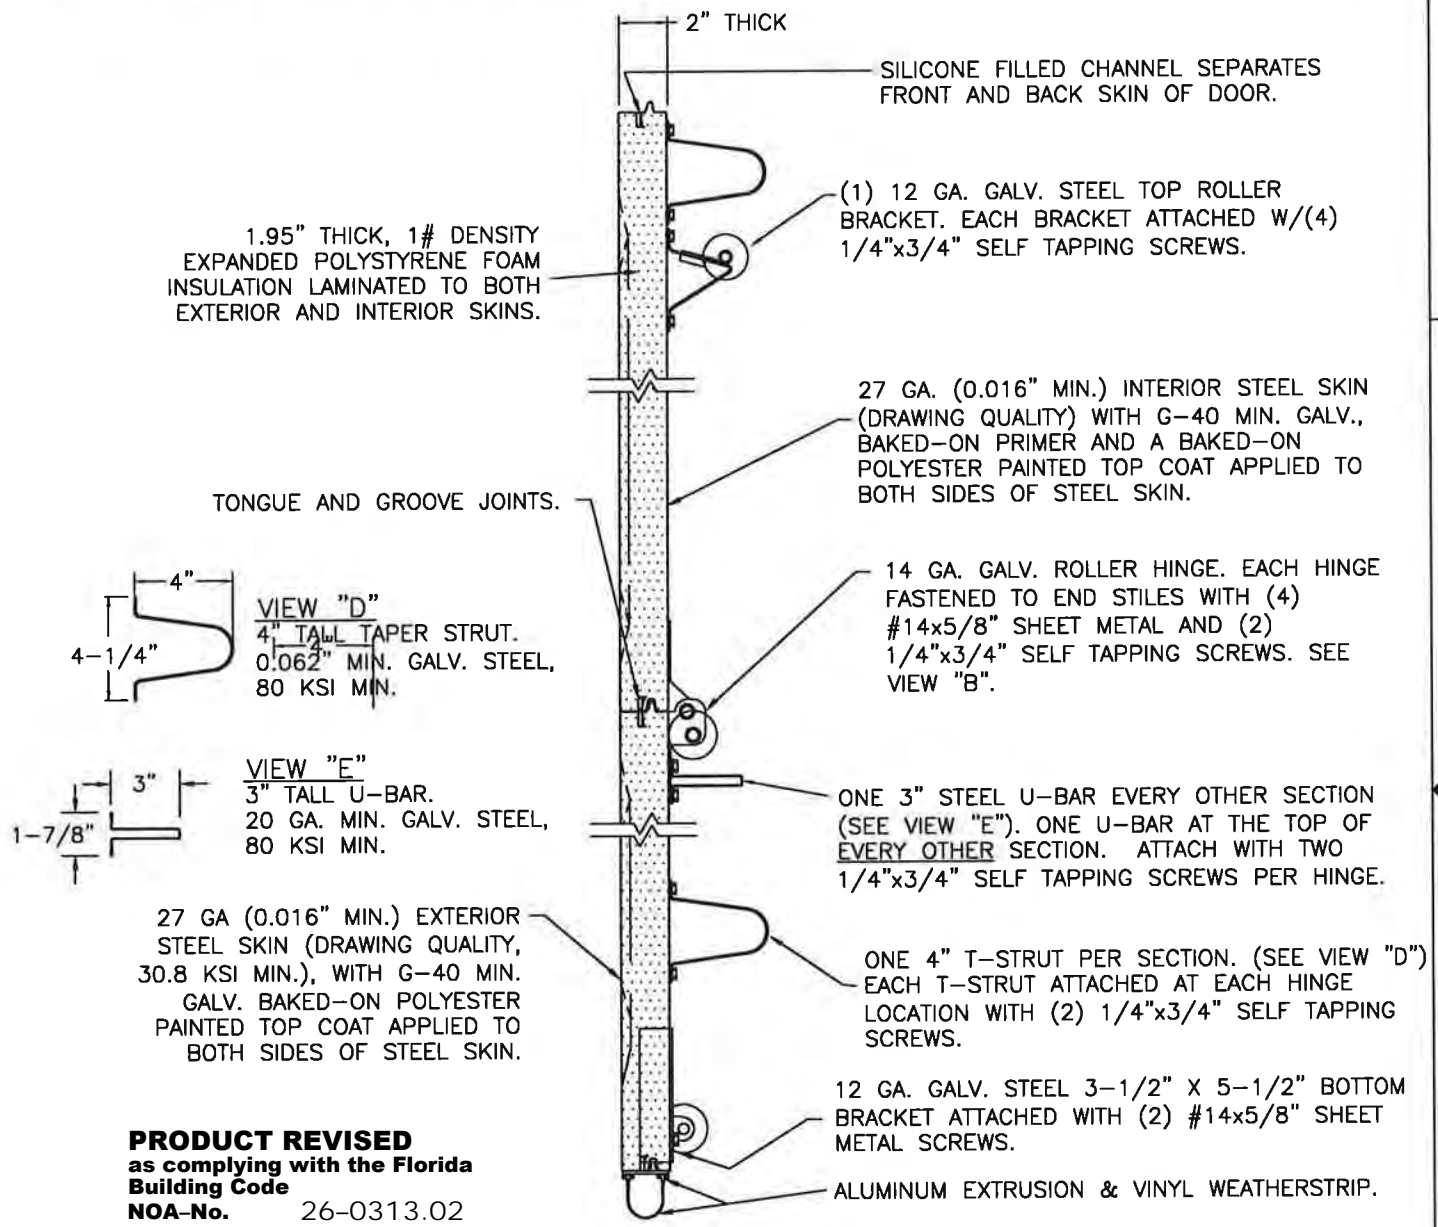 2" THICK
SILICONE FILLED CHANNEL SEPARATES
FRONT AND BACK SKIN OF DOOR.
(1) 12 GA. GALV. STEEL TOP ROLLER
BRACKET. EACH BRACKET ATTACHED W/(4)
1/4"x3/4" SELF TAPPING SCREWS.
1.95" THICK, 1# DENSITY
EXPANDED POLYSTYRENE FOAM
INSULATION LAMINATED TO BOTH
EXTERIOR AND INTERIOR SKINS.
27 GA. (0.016" MIN.) INTERIOR STEEL SKIN
(DRAWING QUALITY) WITH G-40 MIN. GALV.,
BAKED-ON PRIMER AND A BAKED-ON
POLYESTER PAINTED TOP COAT APPLIED TO
BOTH SIDES OF STEEL SKIN.
TONGUE AND GROOVE JOINTS.
14 GA. GALV. ROLLER HINGE. EACH HINGE
FASTENED TO END STILES WITH (4)
#14x5/8" SHEET METAL AND (2)
1/4"x3/4" SELF TAPPING SCREWS. SEE
VIEW "B".
4"
4-1/4"
VIEW "D"
4" TALL TAPER STRUT.
4
0.062" MIN. GALV. STEEL,
80 KSI MIN.
3"
1-7/8"
VIEW "E"
3" TALL U-BAR.
20 GA. MIN. GALV. STEEL,
80 KSI MIN.
ONE 3" STEEL U-BAR EVERY OTHER SECTION
(SEE VIEW "E"). ONE U-BAR AT THE TOP OF
EVERY OTHER SECTION. ATTACH WITH TWO
1/4"x3/4" SELF TAPPING SCREWS PER HINGE.
27 GA (0.016" MIN.) EXTERIOR
STEEL SKIN (DRAWING QUALITY,
30.8 KSI MIN.), WITH G-40 MIN.
GALV. BAKED-ON POLYESTER
PAINTED TOP COAT APPLIED TO
BOTH SIDES OF STEEL SKIN.
ONE 4" T-STRUT PER SECTION. (SEE VIEW "D")
EACH T-STRUT ATTACHED AT EACH HINGE
LOCATION WITH (2) 1/4"x3/4" SELF TAPPING
SCREWS.
12 GA. GALV. STEEL 3-1/2" X 5-1/2" BOTTOM
BRACKET ATTACHED WITH (2) #14x5/8" SHEET
METAL SCREWS.
ALUMINUM EXTRUSION & VINYL WEATHERSTRIP.
PRODUCT REVISED
as complying with the Florida
Building Code
NOA-No. 26-0313.02